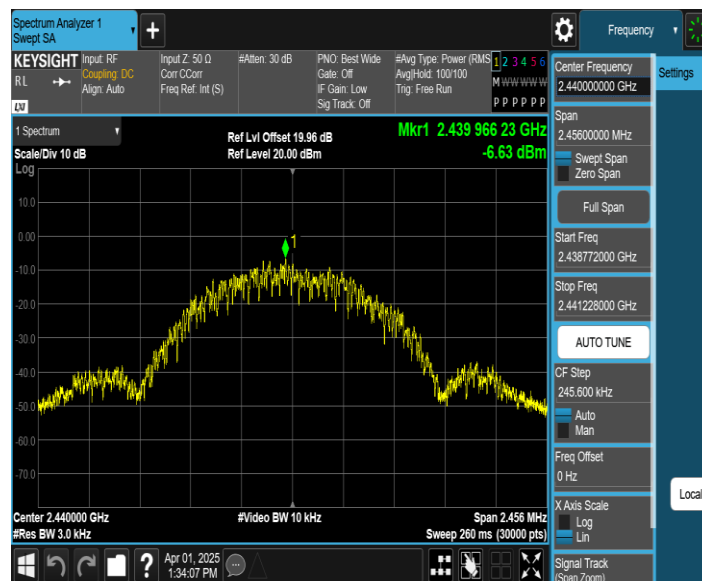 Spectrum Analyzer 1
Swept SA
Frequency
KEYSIGHT
RL
LXI
Input: RF
Coupling: DC
Align: Auto
Input Z: 50 Ω
Corr CCorr
Freq Ref: Int (S)
#Atten: 30 dB
PNO: Best Wide
Gate: Off
IF Gain: Low
Sig Track: Off
#Avg Type: Power (RMS
Avg|Hold: 100/100
Trig: Free Run
1 2 3 4 5 6
M W W W W W
P P P P P P
1 Spectrum
Scale/Div 10 dB
Log
Ref Lvl Offset 19.96 dB
Ref Level 20.00 dBm
Mkr1 2.439 966 23 GHz
-6.63 dBm
1
10.0
0.00
-10.0
-20.0
-30.0
-40.0
-50.0
-60.0
-70.0
Center 2.440000 GHz
#Res BW 3.0 kHz
#Video BW 10 kHz
Span 2.456 MHz
Sweep 260 ms (30000 pts)
Center Frequency
2.440000000 GHz
Span
2.45600000 MHz
Swept Span
Zero Span
Full Span
Start Freq
2.438772000 GHz
Stop Freq
2.441228000 GHz
AUTO TUNE
CF Step
245.600 kHz
Auto
Man
Freq Offset
0 Hz
X Axis Scale
Log
Lin
Signal Track
(Span Zoom)
Settings
Local
?
Apr 01, 2025
1:34:07 PM